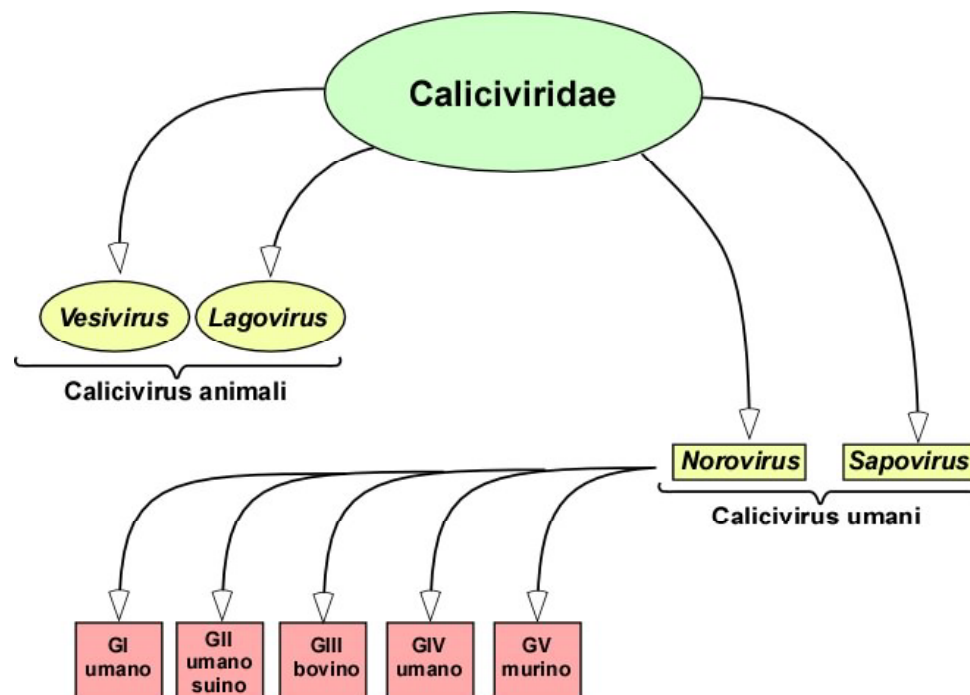 Caliciviridae
Vesivirus
Lagovirus
Calicivirus animali
Norovirus
Sapovirus
Calicivirus umani
GI
umano
GII
umano
suino
GIII
bovino
GIV
umano
GV
murino